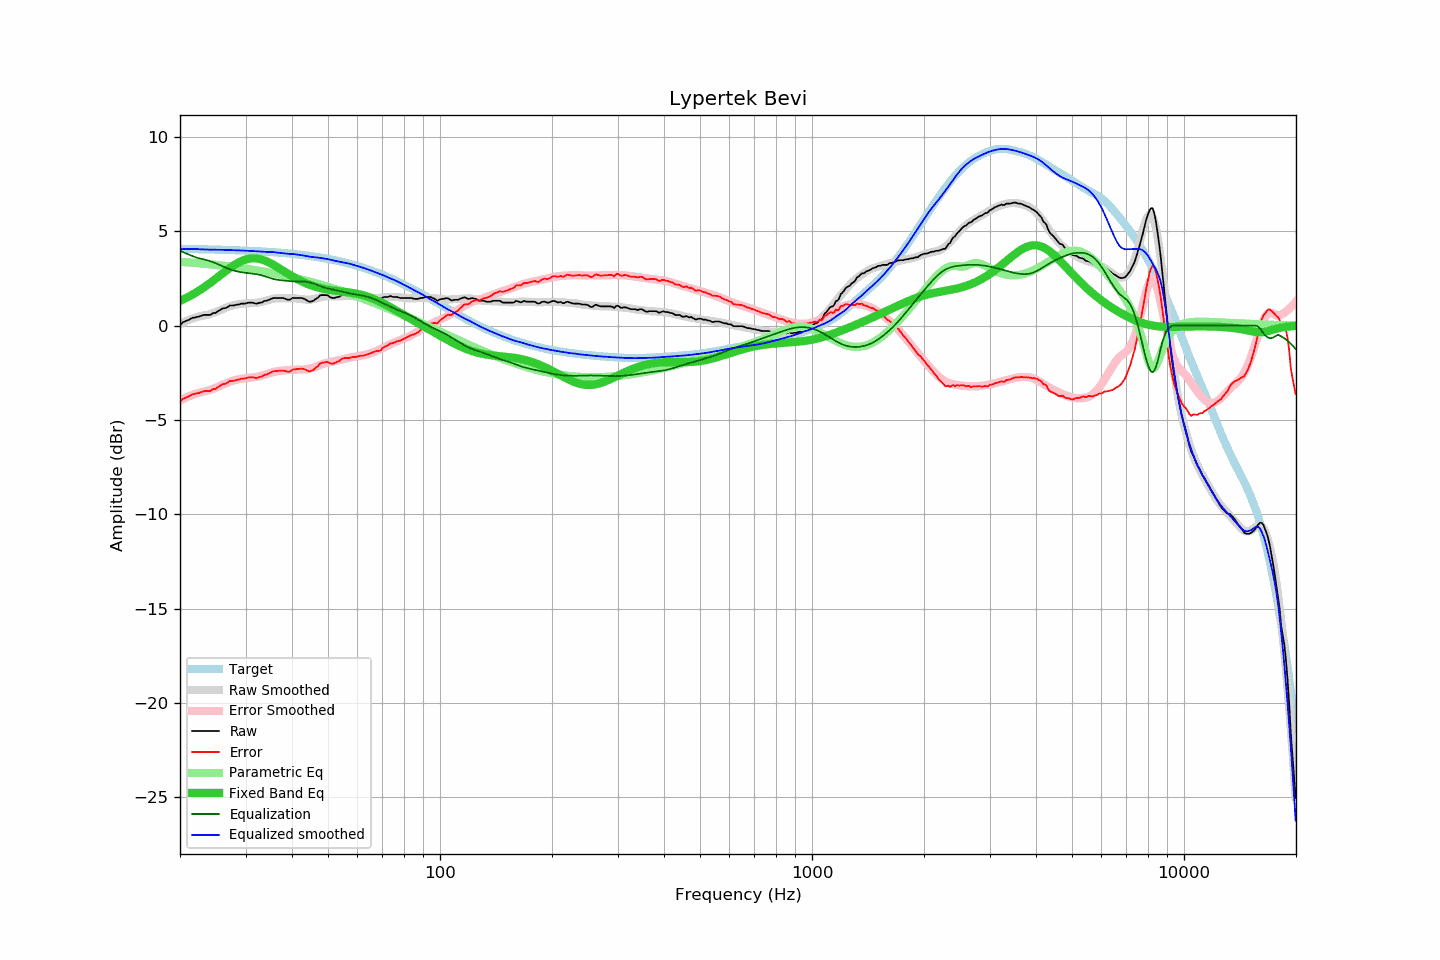 Lypertek Bevi
10
5
0
−5
−10
−15
−20
−25
Amplitude (dBr)
Target
Raw Smoothed
Error Smoothed
Raw
Error
Parametric Eq
Fixed Band Eq
Equalization
Equalized smoothed
100
1000
10000
Frequency (Hz)